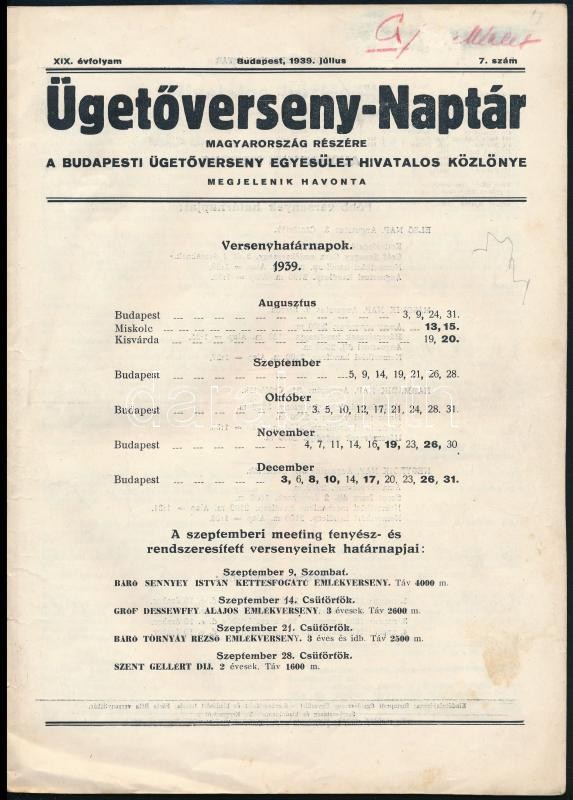 XIX. évfolyam Budapest, 1939. július 7. szám
Ügetőverseny-Naptár
MAGYARORSZÁG RÉSZÉRE
A BUDAPESTI ÜGETŐVERSENY EGYESÜLET HIVATALOS KÖZLÖNYE
MEGJELENIK HAVONTA
Versenyhatárnapok.
1939.
Augusztus
Budapest 3, 9, 24, 31.
Miskolc 13, 15.
Kisvárda 19, 20.
Szeptember
Budapest 5, 9, 14, 19, 21, 26, 28.
Október
Budapest 3. 5, 10, 12, 17, 21, 24, 28. 31.
November
Budapest 4, 7, 11, 14, 16, 19, 23, 26, 30
December
Budapest 3, 6, 8, 10, 14, 17, 20, 23, 26, 31.
A szeptemberi meeting tenyész- és
rendszeresített versenyeinek határnapjai:
Szeptember 9, Szombat.
BÁRÓ SENNYEY ISTVÁN KETTESFOGATÚ EMLÉKVERSENY. Táv 4000 m.
Szeptember 14. Csütörtök.
GRÓF DESSEWFFY ALAJOS EMLÉKVERSENY. 3 évesek. Táv 2600 m.
Szeptember 21. Csütörtök.
BÁRÓ TORNYAY REZSŐ EMLÉKVERSENY. 3 éves és idb. Táv 2500 m.
Szeptember 28. Csütörtök.
SZENT GELLÉRT DIJ. 2 évesek. Táv 1600 m.
darabanth